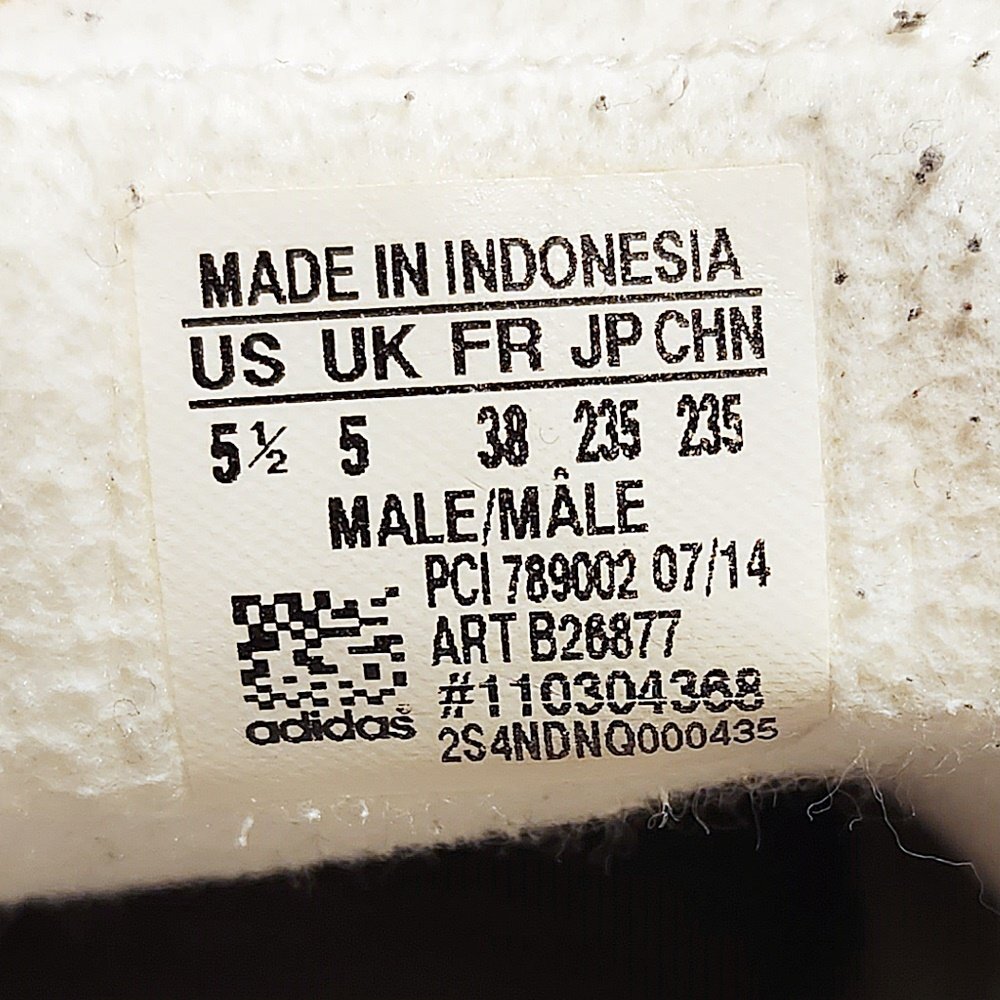 MADE IN INDONESIA
US UK FR JP CHN
5½ 5 38 235 235
MALE/MÂLE
PCI 789002 07/14
ART B26877
#110304368
adidas
2S4NDNQ000435